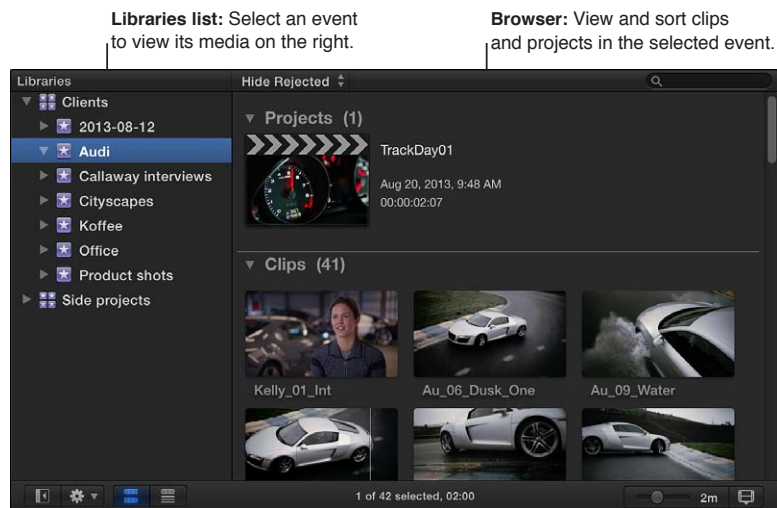 Libraries list: Select an event
to view its media on the right.
Browser: View and sort clips
and projects in the selected event.
Libraries
Hide Rejected
Clients
2013-08-12
Audi
Callaway interviews
Cityscapes
Koffee
Office
Product shots
Side projects
Projects (1)
TrackDay01
Aug 20, 2013, 9:48 AM
00:00:02:07
Clips (41)
Kelly_01_Int
Au_06_Dusk_One
Au_09_Water
1 of 42 selected, 02:00
2m